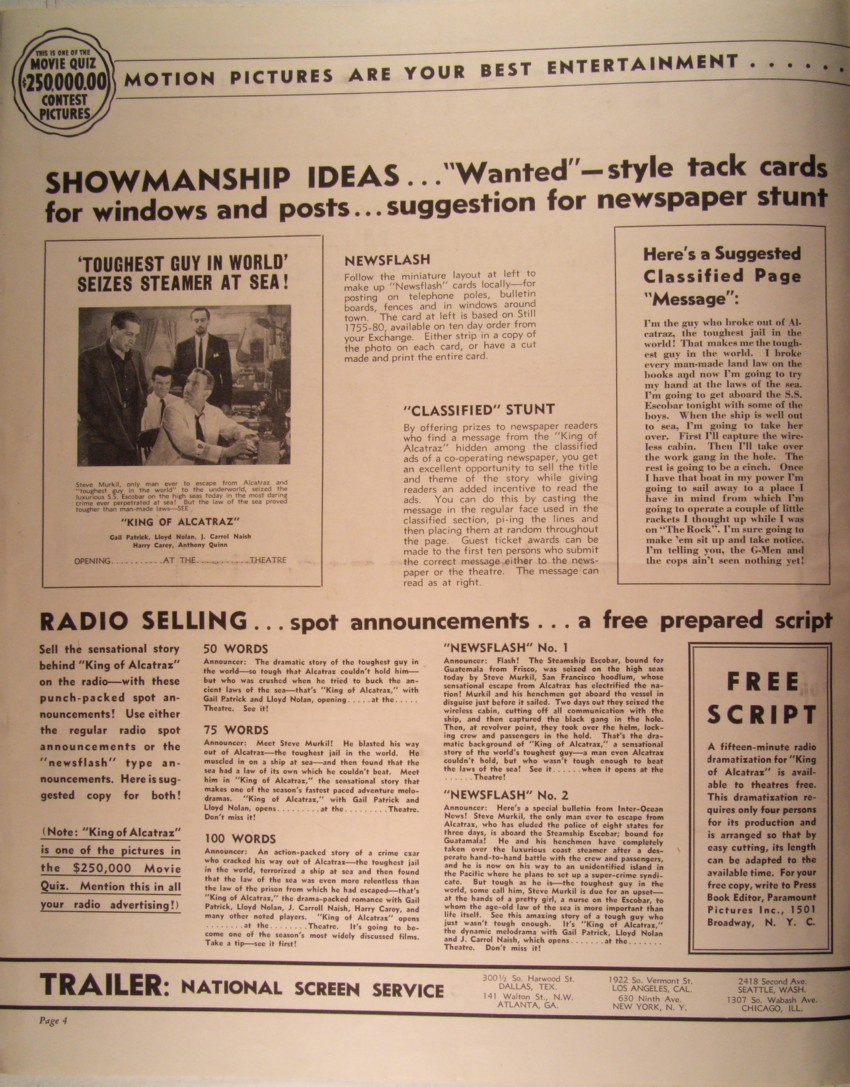 THIS IS ONE OF THE
MOVIE QUIZ
$250,000.00
CONTEST
PICTURES
MOTION PICTURES ARE YOUR BEST ENTERTAINMENT . . . . . .
SHOWMANSHIP IDEAS . . . "Wanted"—style tack cards
for windows and posts . . . suggestion for newspaper stunt
'TOUGHEST GUY IN WORLD'
SEIZES STEAMER AT SEA!
Steve Murkil, only man ever to escape from Alcatraz and
"toughest guy in the world" to the underworld, seized the
luxurious S.S. Escobar on the high seas today in the most daring
crime ever perpetrated at sea! But the law of the sea proved
tougher than man-made laws—SEE
"KING OF ALCATRAZ"
Gail Patrick, Lloyd Nolan, J. Carrol Naish
Harry Carey, Anthony Quinn
OPENING...........AT THE...........THEATRE
NEWSFLASH
Follow the miniature layout at left to
make up "Newsflash" cards locally—for
posting on telephone poles, bulletin
boards, fences and in windows around
town. The card at left is based on Still
1755-80, available on ten day order from
your Exchange. Either strip in a copy of
the photo on each card, or have a cut
made and print the entire card.
"CLASSIFIED" STUNT
By offering prizes to newspaper readers
who find a message from the "King of
Alcatraz" hidden among the classified
ads of a co-operating newspaper, you get
an excellent opportunity to sell the title
and theme of the story while giving
readers an added incentive to read the
ads. You can do this by casting the
message in the regular face used in the
classified section, pi-ing the lines and
then placing them at random throughout
the page. Guest ticket awards can be
made to the first ten persons who submit
the correct message either to the news-
paper or the theatre. The message can
read as at right.
Here's a Suggested
Classified Page
"Message":
I'm the guy who broke out of Al-
catraz, the toughest jail in the
world! That makes me the tough-
est guy in the world. I broke
every man-made land law on the
books and now I'm going to try
my hand at the laws of the sea.
I'm going to get aboard the S.S.
Escobar tonight with some of the
boys. When the ship is well out
to sea, I'm going to take her
over. First I'll capture the wire-
less cabin. Then I'll take over
the work gang in the hole. The
rest is going to be a cinch. Once
I have that boat in my power I'm
going to sail away to a place I
have in mind from which I'm
going to operate a couple of little
rackets I thought up while I was
on "The Rock". I'm sure going to
make 'em sit up and take notice.
I'm telling you, the G-Men and
the cops ain't seen nothing yet!
RADIO SELLING . . . spot announcements . . . a free prepared script
Sell the sensational story
behind "King of Alcatraz"
on the radio—with these
punch-packed spot an-
nouncements! Use either
the regular radio spot
announcements or the
"newsflash" type an-
nouncements. Here is sug-
gested copy for both!
(Note: "King of Alcatraz"
is one of the pictures in
the $250,000 Movie
Quiz. Mention this in all
your radio advertising!)
50 WORDS
Announcer: The dramatic story of the toughest guy in
the world—so tough that Alcatraz couldn't hold him—
but who was crushed when he tried to buck the an-
cient laws of the sea—that's "King of Alcatraz," with
Gail Patrick and Lloyd Nolan, opening.....at the.....
Theatre. See it!
75 WORDS
Announcer: Meet Steve Murkil! He blasted his way
out of Alcatraz—the toughest jail in the world. He
muscled in on a ship at sea—and then found that the
sea had a law of its own which he couldn't beat. Meet
him in "King of Alcatraz," the sensational story that
makes one of the season's fastest paced adventure melo-
dramas. "King of Alcatraz," with Gail Patrick and
Lloyd Nolan, opens.........at the.........Theatre.
Don't miss it!
100 WORDS
Announcer: An action-packed story of a crime czar
who cracked his way out of Alcatraz—the toughest jail
in the world, terrorized a ship at sea and then found
that the law of the sea was even more relentless than
the law of the prison from which he had escaped—that's
"King of Alcatraz," the drama-packed romance with Gail
Patrick, Lloyd Nolan, J. Carroll Naish, Harry Carey, and
many other noted players. "King of Alcatraz" opens
........at the........Theatre. It's going to be-
come one of the season's most widely discussed films.
Take a tip—see it first!
"NEWSFLASH" No. 1
Announcer: Flash! The Steamship Escobar, bound for
Guatemala from Frisco, was seized on the high seas
today by Steve Murkil, San Francisco hoodlum, whose
sensational escape from Alcatraz has electrified the na-
tion! Murkil and his henchmen got aboard the vessel in
disguise just before it sailed. Two days out they seized the
wireless cabin, cutting off all communication with the
ship, and then captured the black gang in the hole.
Then, at revolver point, they took over the helm, lock-
ing crew and passengers in the hold. That's the dra-
matic background of "King of Alcatraz," a sensational
story of the world's toughest guy—a man even Alcatraz
couldn't hold, but who wasn't tough enough to beat
the laws of the sea! See it......when it opens at the
......Theatre!
"NEWSFLASH" No. 2
Announcer: Here's a special bulletin from Inter-Ocean
News! Steve Murkil, the only man ever to escape from
Alcatraz, who has eluded the police of eight states for
three days, is aboard the Steamship Escobar; bound for
Guatemala! He and his henchmen have completely
taken over the luxurious coast steamer after a des-
perate hand-to-hand battle with the crew and passengers,
and he is now on his way to an unidentified island in
the Pacific where he plans to set up a super-crime syndi-
cate. But tough as he is—the toughest guy in the
world, some call him, Steve Murkil is due for an upset—
at the hands of a pretty girl, a nurse on the Escobar, to
whom the age-old law of the sea is more important than
life itself. See this amazing story of a tough guy who
just wasn't tough enough. It's "King of Alcatraz,"
the dynamic melodrama with Gail Patrick, Lloyd Nolan
and J. Carrol Naish, which opens.......at the.......
Theatre. Don't miss it!
FREE
SCRIPT
A fifteen-minute radio
dramatization for "King
of Alcatraz" is avail-
able to theatres free.
This dramatization re-
quires only four persons
for its production and
is arranged so that by
easy cutting, its length
can be adapted to the
available time. For your
free copy, write to Press
Book Editor, Paramount
Pictures Inc., 1501
Broadway, N. Y. C.
TRAILER: NATIONAL SCREEN SERVICE
300½ So. Harwood St.
DALLAS, TEX.
141 Walton St., N.W.
ATLANTA, GA.
1922 So. Vermont St.
LOS ANGELES, CAL.
630 Ninth Ave.
NEW YORK, N. Y.
2418 Second Ave.
SEATTLE, WASH.
1307 So. Wabash Ave.
CHICAGO, ILL.
Page 4